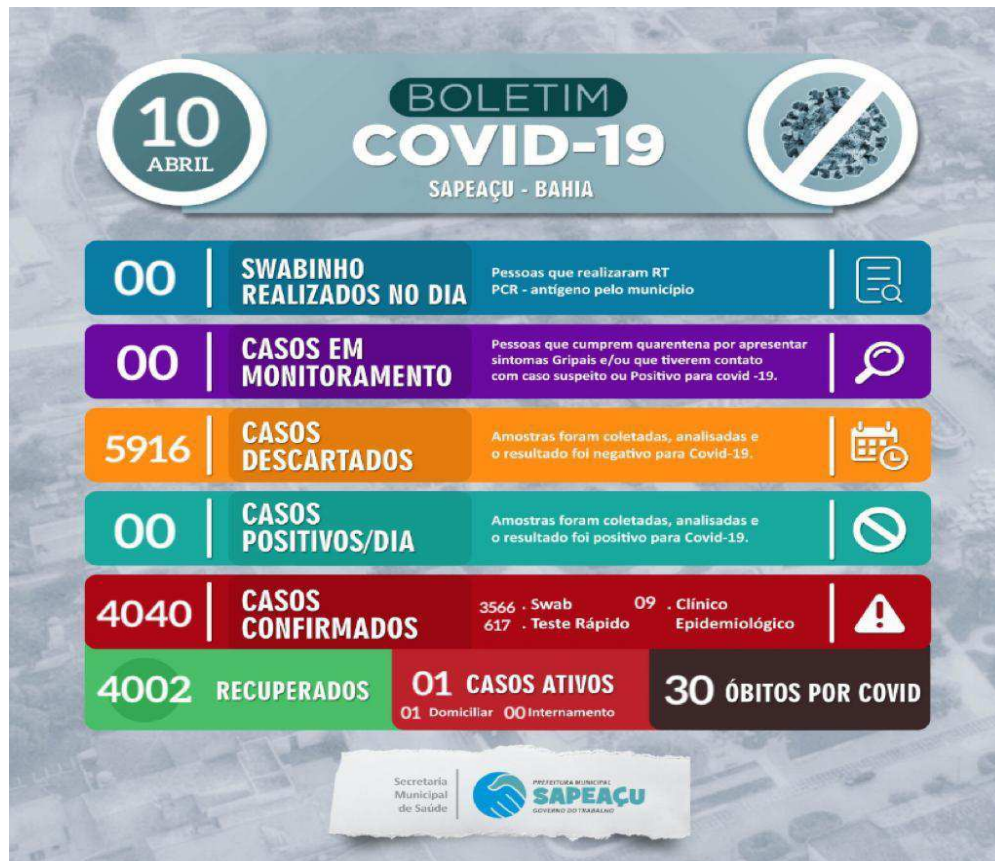 10
ABRIL
BOLETIM
COVID-19
SAPEAÇU - BAHIA
00
SWABINHO
REALIZADOS NO DIA
Pessoas que realizaram RT
PCR - antígeno pelo município
00
CASOS EM
MONITORAMENTO
Pessoas que cumprem quarentena por apresentar
sintomas Gripais e/ou que tiverem contato
com caso suspeito ou Positivo para covid -19.
5916
CASOS
DESCARTADOS
Amostras foram coletadas, analisadas e
o resultado foi negativo para Covid-19.
00
CASOS
POSITIVOS/DIA
Amostras foram coletadas, analisadas e
o resultado foi positivo para Covid-19.
4040
CASOS
CONFIRMADOS
3566 . Swab
617 . Teste Rápido
09 . Clínico
Epidemiológico
4002 RECUPERADOS
01 CASOS ATIVOS
01 Domiciliar 00 Internamento
30 ÓBITOS POR COVID
Secretaria
Municipal
de Saúde
PREFEITURA MUNICIPAL
SAPEAÇU
GOVERNO DO TRABALHO